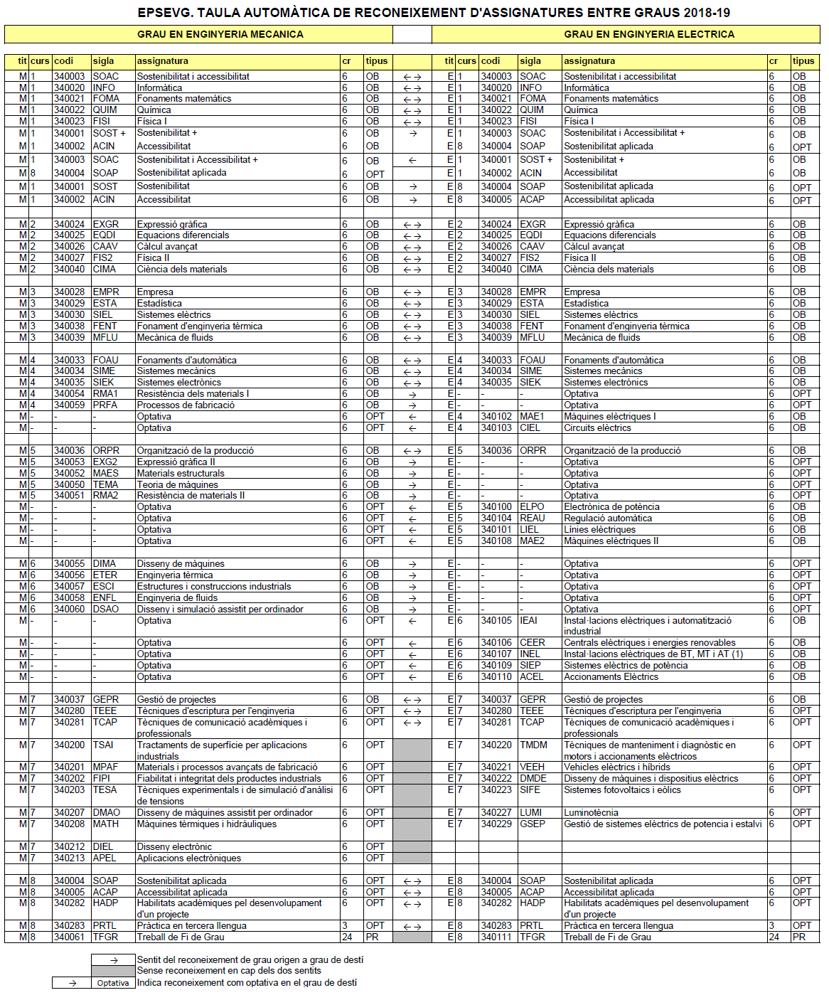 EPSEVG. TAULA AUTOMÀTICA DE RECONEIXEMENT D'ASSIGNATURES ENTRE GRAUS 2018-19
GRAU EN ENGINYERIA MECANICA GRAU EN ENGINYERIA ELECTRICA
tit curs codi sigla assignatura cr tipus tit curs codi sigla assignatura cr tipus
M 1 340003 SOAC Sostenibilitat i accessibilitat 6 OB ←→ E 1 340003 SOAC Sostenibilitat i accessibilitat 6 OB
M 1 340020 INFO Informàtica 6 OB ←→ E 1 340020 INFO Informàtica 6 OB
M 1 340021 FOMA Fonaments matemàtics 6 OB ←→ E 1 340021 FOMA Fonaments matemàtics 6 OB
M 1 340022 QUIM Química 6 OB ←→ E 1 340022 QUIM Química 6 OB
M 1 340023 FISI Física I 6 OB ←→ E 1 340023 FISI Física I 6 OB
M 1 340001 SOST + Sostenibilitat + 6 OB → E 1 340003 SOAC Sostenibilitat i Accessibilitat + 6 OB
M 1 340002 ACIN Accessibilitat 6 OB E 8 340004 SOAP Sostenibilitat aplicada 6 OPT
M 1 340003 SOAC Sostenibilitat i Accessibilitat + 6 OB ← E 1 340001 SOST + Sostenibilitat + 6 OB
M 8 340004 SOAP Sostenibilitat aplicada 6 OPT E 1 340002 ACIN Accessibilitat 6 OB
M 1 340001 SOST Sostenibilitat 6 OB → E 8 340004 SOAP Sostenibilitat aplicada 6 OPT
M 1 340002 ACIN Accessibilitat 6 OB → E 8 340005 ACAP Accessibilitat aplicada 6 OPT
M 2 340024 EXGR Expressió gràfica 6 OB ←→ E 2 340024 EXGR Expressió gràfica 6 OB
M 2 340025 EQDI Equacions diferencials 6 OB ←→ E 2 340025 EQDI Equacions diferencials 6 OB
M 2 340026 CAAV Càlcul avançat 6 OB ←→ E 2 340026 CAAV Càlcul avançat 6 OB
M 2 340027 FIS2 Física II 6 OB ←→ E 2 340027 FIS2 Física II 6 OB
M 2 340040 CIMA Ciència dels materials 6 OB ←→ E 2 340040 CIMA Ciència dels materials 6 OB
M 3 340028 EMPR Empresa 6 OB ←→ E 3 340028 EMPR Empresa 6 OB
M 3 340029 ESTA Estadística 6 OB ←→ E 3 340029 ESTA Estadística 6 OB
M 3 340030 SIEL Sistemes elèctrics 6 OB ←→ E 3 340030 SIEL Sistemes elèctrics 6 OB
M 3 340038 FENT Fonament d'enginyeria tèrmica 6 OB ←→ E 3 340038 FENT Fonament d'enginyeria tèrmica 6 OB
M 3 340039 MFLU Mecànica de fluids 6 OB ←→ E 3 340039 MFLU Mecànica de fluids 6 OB
M 4 340033 FOAU Fonaments d'automàtica 6 OB ←→ E 4 340033 FOAU Fonaments d'automàtica 6 OB
M 4 340034 SIME Sistemes mecànics 6 OB ←→ E 4 340034 SIME Sistemes mecànics 6 OB
M 4 340035 SIEK Sistemes electrònics 6 OB ←→ E 4 340035 SIEK Sistemes electrònics 6 OB
M 4 340054 RMA1 Resistència dels materials I 6 OB → E - - - Optativa 6 OPT
M 4 340059 PRFA Processos de fabricació 6 OB → E - - - Optativa 6 OPT
M - - - Optativa 6 OPT ← E 4 340102 MAE1 Màquines elèctriques I 6 OB
M - - - Optativa 6 OPT ← E 4 340103 CIEL Circuits elèctrics 6 OB
M 5 340036 ORPR Organització de la producció 6 OB ←→ E 5 340036 ORPR Organització de la producció 6 OB
M 5 340053 EXG2 Expressió gràfica II 6 OB → E - - - Optativa 6 OPT
M 5 340052 MAES Materials estructurals 6 OB → E - - - Optativa 6 OPT
M 5 340050 TEMA Teoria de màquines 6 OB → E - - - Optativa 6 OPT
M 5 340051 RMA2 Resistència de materials II 6 OB → E - - - Optativa 6 OPT
M - - - Optativa 6 OPT ← E 5 340100 ELPO Electrònica de potència 6 OB
M - - - Optativa 6 OPT ← E 5 340104 REAU Regulació automàtica 6 OB
M - - - Optativa 6 OPT ← E 5 340101 LIEL Línies elèctriques 6 OB
M - - - Optativa 6 OPT ← E 5 340108 MAE2 Màquines elèctriques II 6 OB
M 6 340055 DIMA Disseny de màquines 6 OB → E - - - Optativa 6 OPT
M 6 340056 ETER Enginyeria tèrmica 6 OB → E - - - Optativa 6 OPT
M 6 340057 ESCI Estructures i construccions industrials 6 OB → E - - - Optativa 6 OPT
M 6 340058 ENFL Enginyeria de fluids 6 OB → E - - - Optativa 6 OPT
M 6 340060 DSAO Disseny i simulació assistit per ordinador 6 OB → E - - - Optativa 6 OPT
M - - - Optativa 6 OPT ← E 6 340105 IEAI Instal·lacions elèctriques i automatització 6 OB
industrial
M - - - Optativa 6 OPT ← E 6 340106 CEER Centrals elèctriques i energies renovables 6 OB
M - - - Optativa 6 OPT ← E 6 340107 INEL Instal·lacions elèctriques de BT, MT i AT (1) 6 OB
M - - - Optativa 6 OPT ← E 6 340109 SIEP Sistemes elèctrics de potència 6 OB
M - - - Optativa 6 OPT ← E 6 340110 ACEL Accionaments Elèctrics 6 OB
M 7 340037 GEPR Gestió de projectes 6 OB ←→ E 7 340037 GEPR Gestió de projectes 6 OB
M 7 340280 TEEE Tècniques d'escriptura per l'enginyeria 6 OPT ←→ E 7 340280 TEEE Tècniques d'escriptura per l'enginyeria 6 OPT
M 7 340281 TCAP Tècniques de comunicació acadèmiques i 6 OPT ←→ E 7 340281 TCAP Tècniques de comunicació acadèmiques i 6 OPT
professionals professionals
M 7 340200 TSAI Tractaments de superfície per aplicacions 6 OPT E 7 340220 TMDM Tècniques de manteniment i diagnòstic en 6 OPT
industrials motors i accionaments elèctrics
M 7 340201 MPAF Materials i processos avançats de fabricació 6 OPT E 7 340221 VEEH Vehicles elèctrics i híbrids 6 OPT
M 7 340202 FIPI Fiabilitat i integritat dels productes industrials 6 OPT E 7 340222 DMDE Disseny de màquines i dispositius elèctrics 6 OPT
M 7 340203 TESA Tècniques experimentals i de simulació d'anàlisi 6 OPT E 7 340223 SIFE Sistemes fotovoltaics i eòlics 6 OPT
de tensions
M 7 340207 DMAO Disseny de màquines assistit per ordinador 6 OPT E 7 340227 LUMI Luminotècnia 6 OPT
M 7 340208 MATH Màquines tèrmiques i hidràuliques 6 OPT E 7 340229 GSEP Gestió de sistemes elèctrics de potencia i estalvi 6 OPT
M 7 340212 DIEL Disseny electrònic 6 OPT
M 7 340213 APEL Aplicacions electròniques 6 OPT
M 8 340004 SOAP Sostenibilitat aplicada 6 OPT ←→ E 8 340004 SOAP Sostenibilitat aplicada 6 OPT
M 8 340005 ACAP Accessibilitat aplicada 6 OPT ←→ E 8 340005 ACAP Accessibilitat aplicada 6 OPT
M 8 340282 HADP Habilitats acadèmiques pel desenvolupament 6 OPT ←→ E 8 340282 HADP Habilitats acadèmiques pel desenvolupament 6 OPT
d'un projecte d'un projecte
M 8 340283 PRTL Pràctica en tercera llengua 3 OPT ←→ E 8 340283 PRTL Pràctica en tercera llengua 3 OPT
M 8 340061 TFGR Treball de Fi de Grau 24 PR E 8 340111 TFGR Treball de Fi de Grau 24 PR
→ Sentit del reconeixement de grau origen a grau de destí
Sense reconeixement en cap dels dos sentits
→ Optativa Indica reconeixement com optativa en el grau de destí